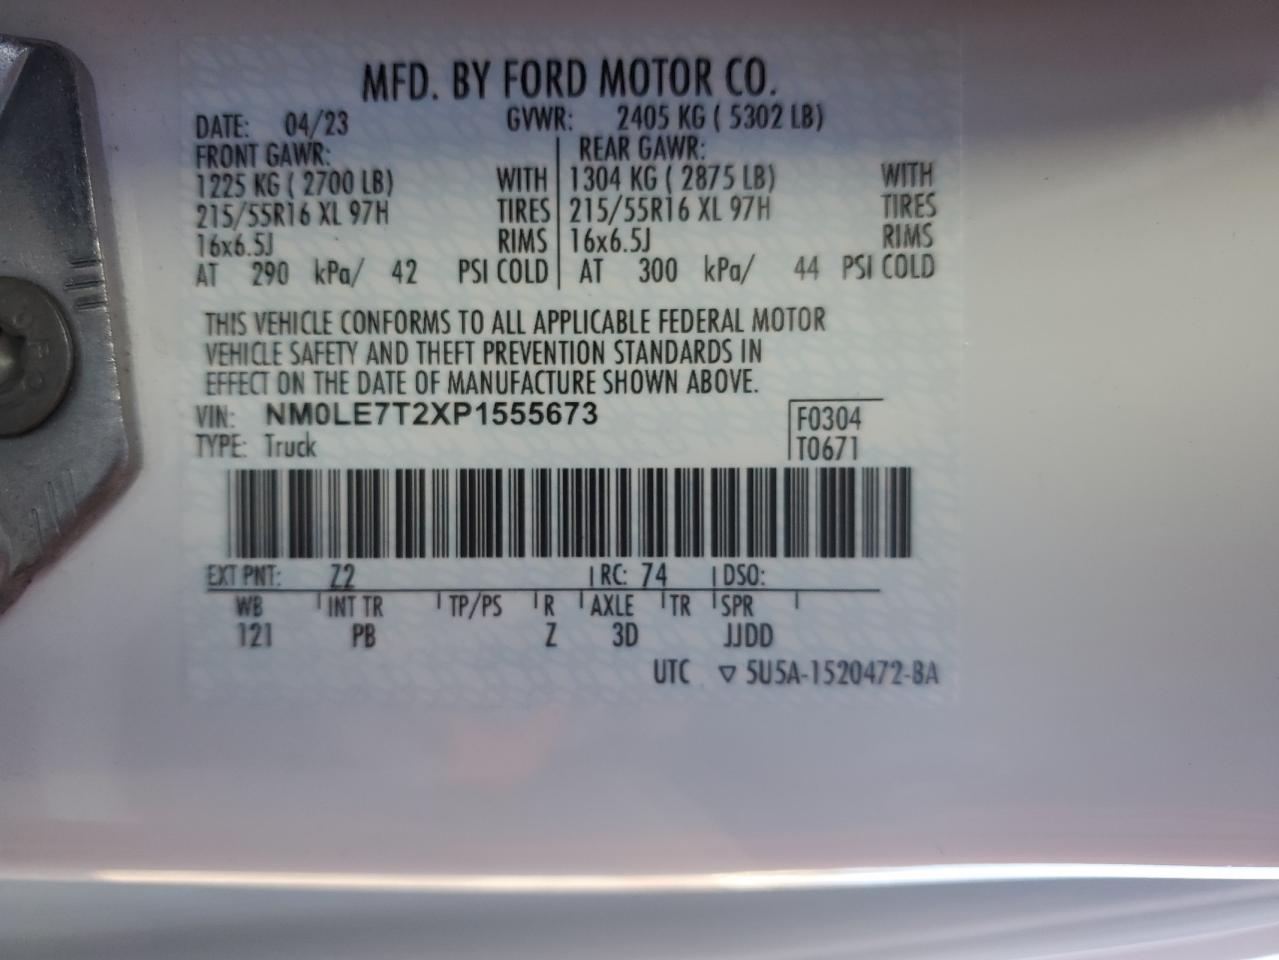 MFD. BY FORD MOTOR CO.
DATE: 04/23 GVWR: 2405 KG ( 5302 LB)
FRONT GAWR: REAR GAWR:
1225 KG ( 2700 LB) WITH 1304 KG ( 2875 LB) WITH
215/55R16 XL 97H TIRES 215/55R16 XL 97H TIRES
16x6.5J RIMS 16x6.5J RIMS
AT 290 kPa/ 42 PSI COLD AT 300 kPa/ 44 PSI COLD
THIS VEHICLE CONFORMS TO ALL APPLICABLE FEDERAL MOTOR
VEHICLE SAFETY AND THEFT PREVENTION STANDARDS IN
EFFECT ON THE DATE OF MANUFACTURE SHOWN ABOVE.
VIN: NM0LE7T2XP1555673 F0304
TYPE: Truck T0671
EXT PNT: Z2 RC: 74 DSO:
WB INT TR TP/PS R AXLE TR SPR
121 PB Z 3D JJDD
UTC ▽ 5U5A-1520472-BA